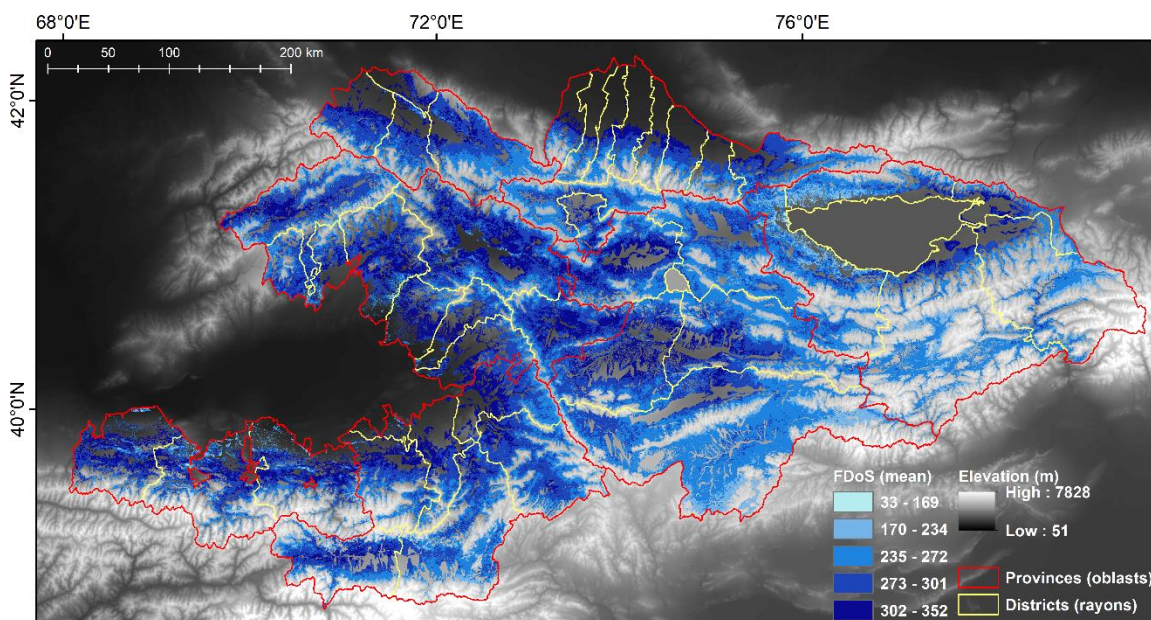 68°0'E
72°0'E
76°0'E
0 50 100 200 km
42°0'N
40°0'N
FDoS (mean)
33 - 169
170 - 234
235 - 272
273 - 301
302 - 352
Elevation (m)
High : 7828
Low : 51
Provinces (oblasts)
Districts (rayons)